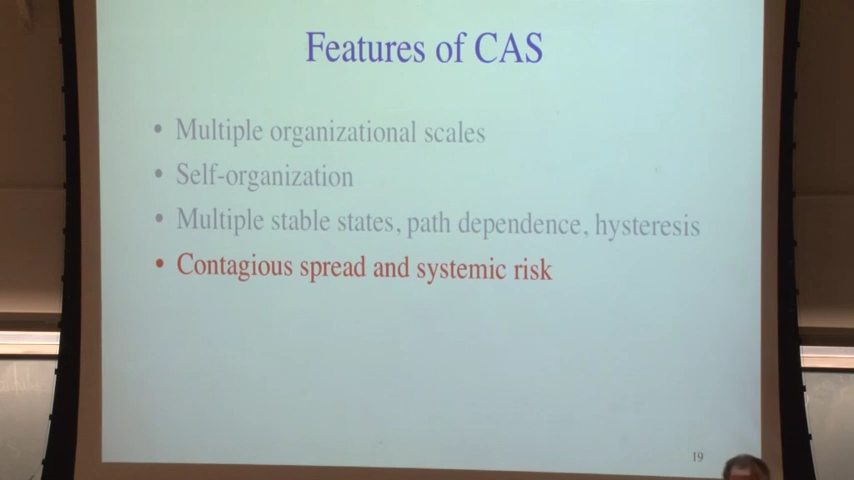 Features of CAS
• Multiple organizational scales
• Self-organization
• Multiple stable states, path dependence, hysteresis
• Contagious spread and systemic risk
19